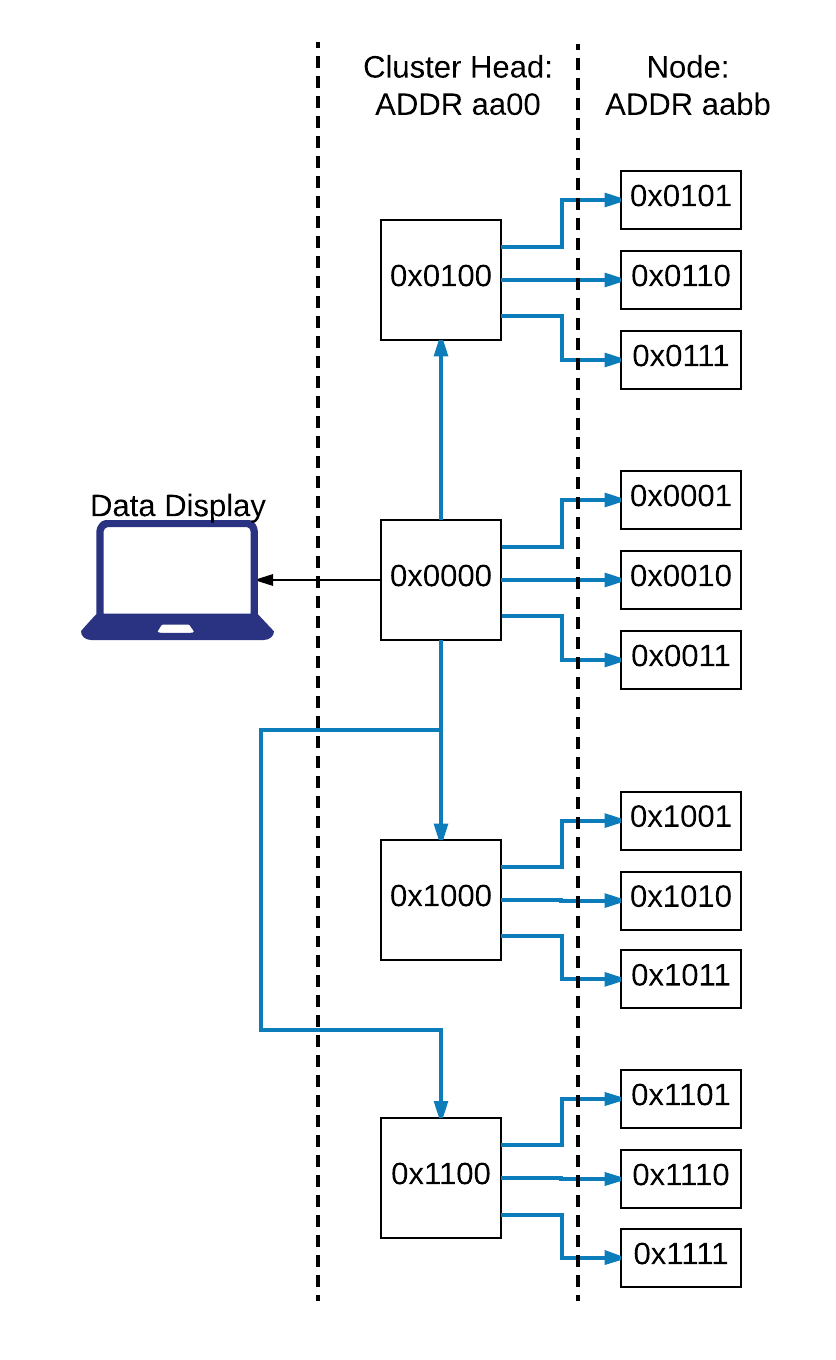 Cluster Head:
ADDR aa00
Node:
ADDR aabb
0x0100
0x0101
0x0110
0x0111
Data Display
0x0000
0x0001
0x0010
0x0011
0x1000
0x1001
0x1010
0x1011
0x1100
0x1101
0x1110
0x1111